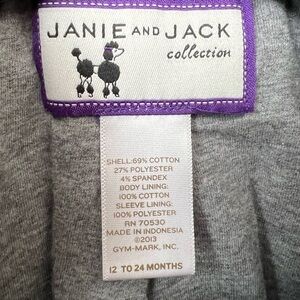 JANIE AND JACK
collection
SHELL:69% COTTON
27% POLYESTER
4% SPANDEX
BODY LINING:
100% COTTON
SLEEVE LINING:
100% POLYESTER
RN 70530
MADE IN INDONESIA
©2013
GYM-MARK, INC.
12 TO 24 MONTHS